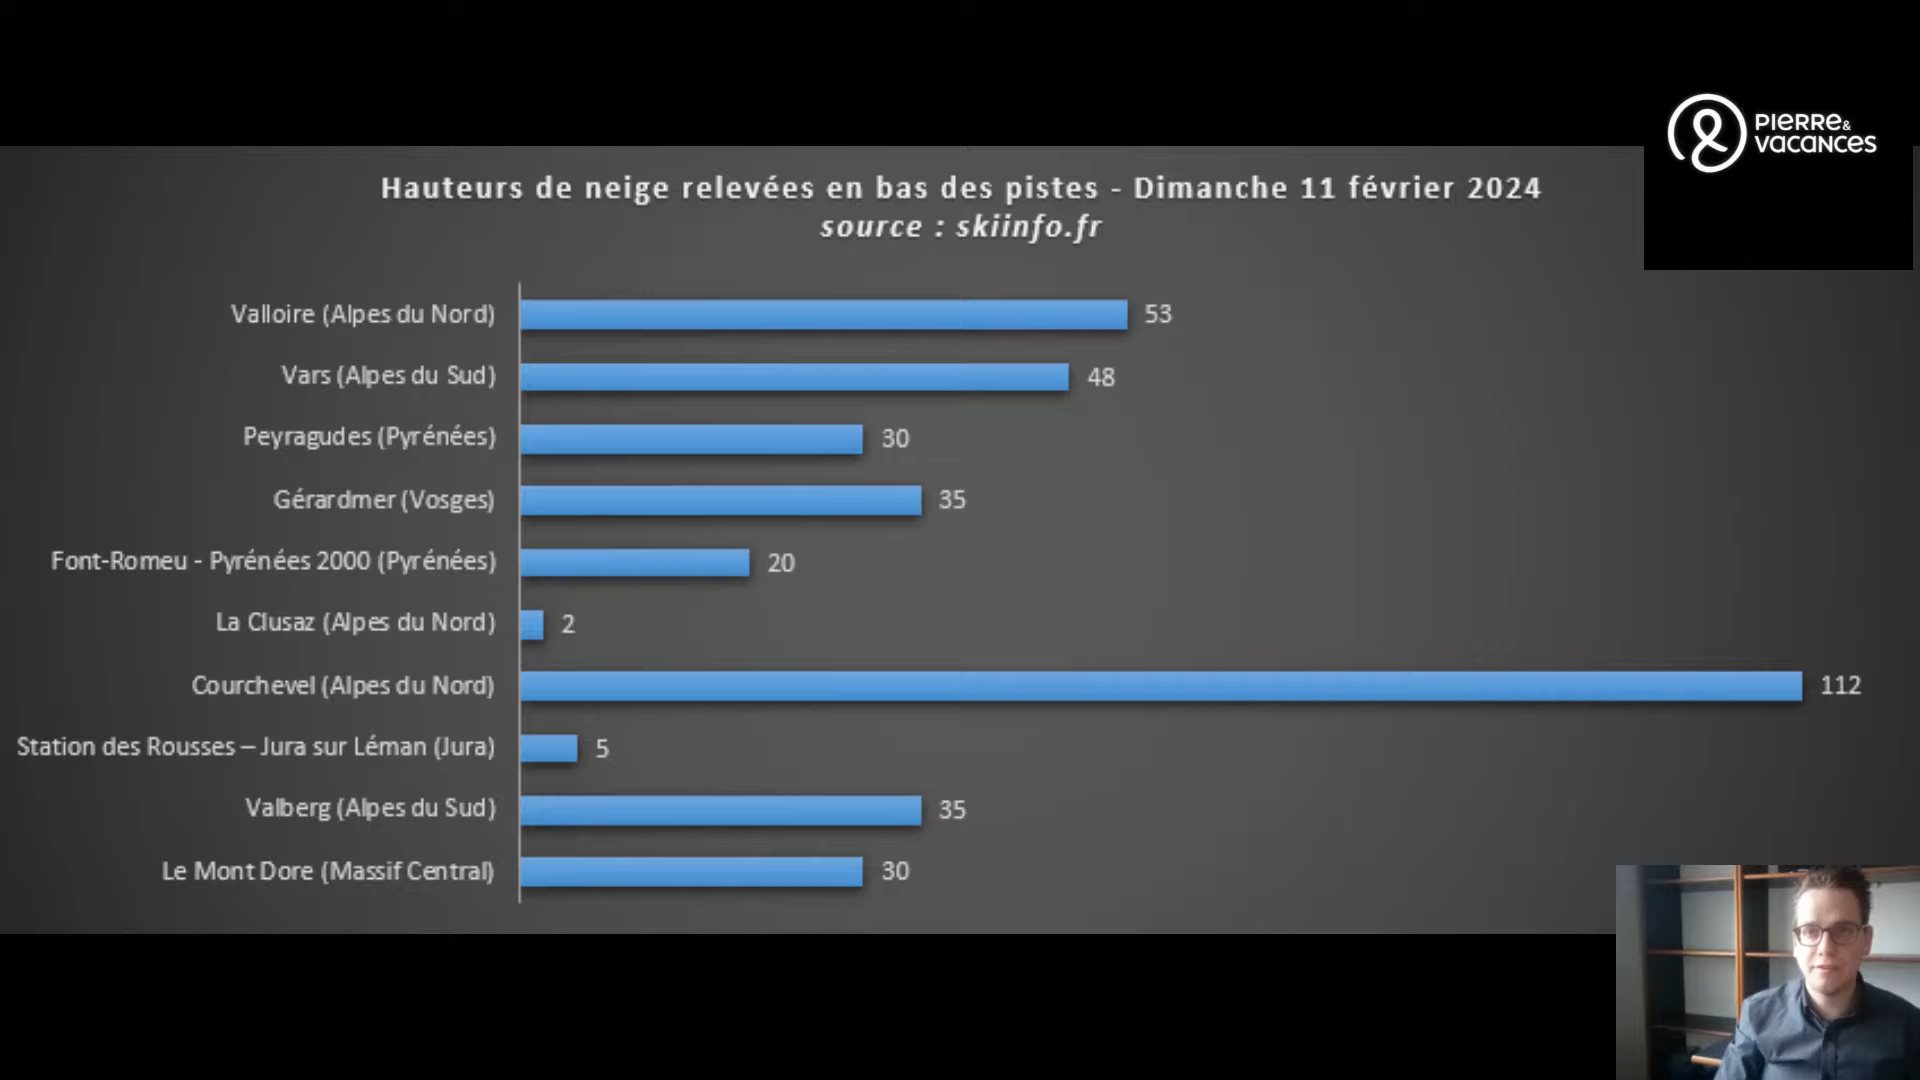 PIERRE&
vacances
Hauteurs de neige relevées en bas des pistes - Dimanche 11 février 2024
source : skiinfo.fr
Valloire (Alpes du Nord) 53
Vars (Alpes du Sud) 48
Peyragudes (Pyrénées) 30
Gérardmer (Vosges) 35
Font-Romeu - Pyrénées 2000 (Pyrénées) 20
La Clusaz (Alpes du Nord) 2
Courchevel (Alpes du Nord) 112
Station des Rousses – Jura sur Léman (Jura) 5
Valberg (Alpes du Sud) 35
Le Mont Dore (Massif Central) 30